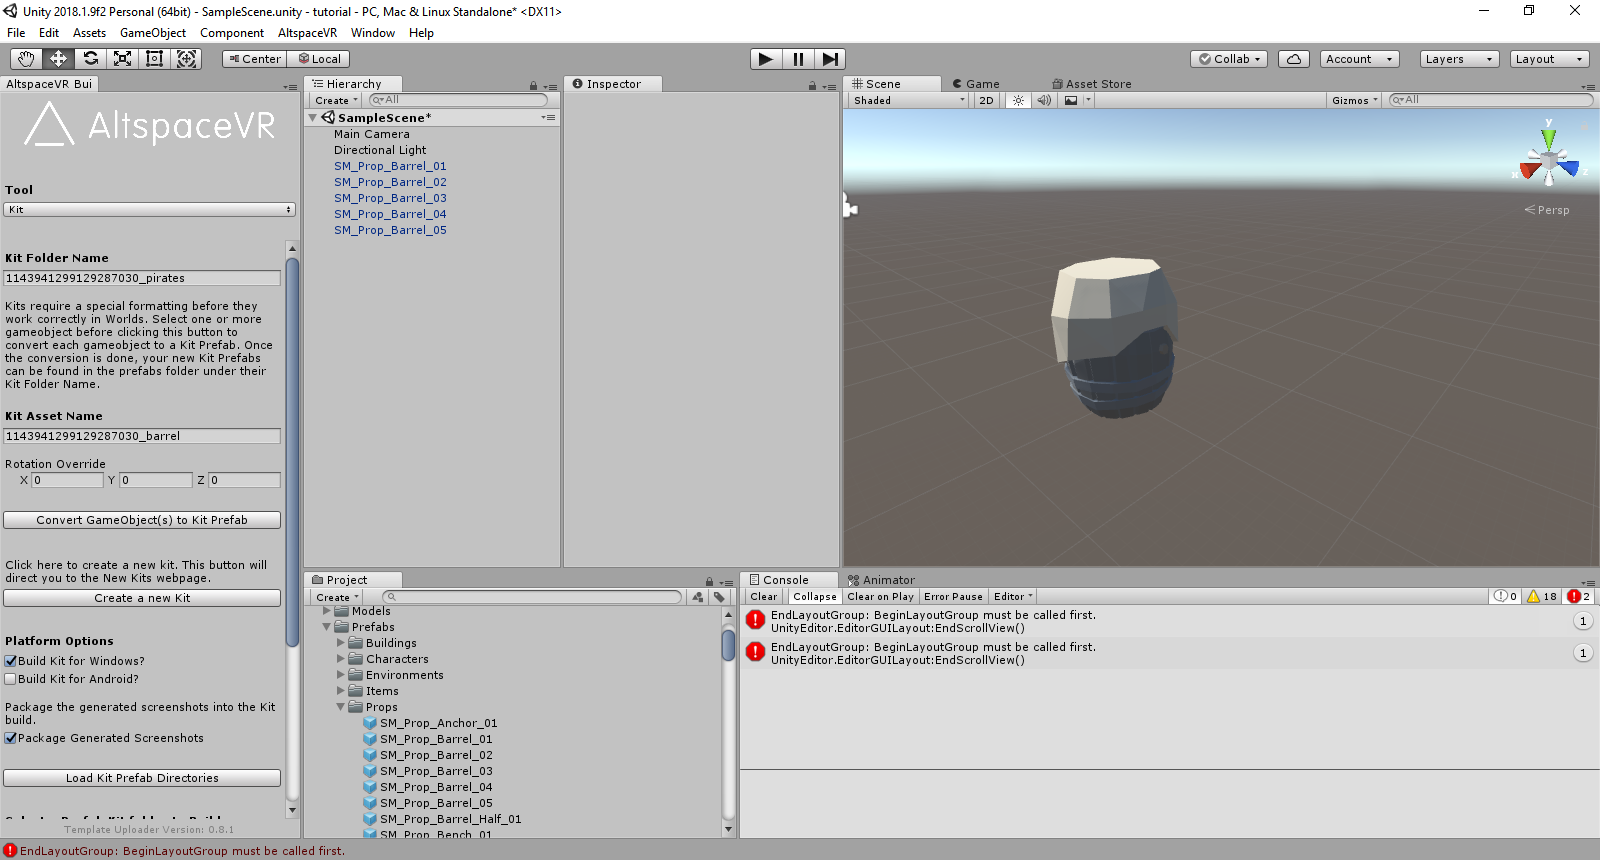 Unity 2018.1.9f2 Personal (64bit) - SampleScene.unity - tutorial - PC, Mac & Linux Standalone* <DX11>
File Edit Assets GameObject Component AltspaceVR Window Help
Center Local Collab Account Layers Layout
AltspaceVR Bui
AltspaceVR
Tool
Kit
Kit Folder Name
1143941299129287030_pirates
Kits require a special formatting before they
work correctly in Worlds. Select one or more
gameobject before clicking this button to
convert each gameobject to a Kit Prefab. Once
the conversion is done, your new Kit Prefabs
can be found in the prefabs folder under their
Kit Folder Name.
Kit Asset Name
1143941299129287030_barrel
Rotation Override
X 0 Y 0 Z 0
Convert GameObject(s) to Kit Prefab
Click here to create a new kit. This button will
direct you to the New Kits webpage.
Create a new Kit
Platform Options
Build Kit for Windows?
Build Kit for Android?
Package the generated screenshots into the Kit
build.
Package Generated Screenshots
Load Kit Prefab Directories
Template Uploader Version: 0.8.1
Hierarchy
Create All
SampleScene*
Main Camera
Directional Light
SM_Prop_Barrel_01
SM_Prop_Barrel_02
SM_Prop_Barrel_03
SM_Prop_Barrel_04
SM_Prop_Barrel_05
Inspector
Scene Game Asset Store
Shaded 2D Gizmos All
y
x z
Persp
Project
Create
Models
Prefabs
Buildings
Characters
Environments
Items
Props
SM_Prop_Anchor_01
SM_Prop_Barrel_01
SM_Prop_Barrel_02
SM_Prop_Barrel_03
SM_Prop_Barrel_04
SM_Prop_Barrel_05
SM_Prop_Barrel_Half_01
SM_Prop_Bench_01
Console Animator
Clear Collapse Clear on Play Error Pause Editor 0 18 2
EndLayoutGroup: BeginLayoutGroup must be called first.
UnityEditor.EditorGUILayout:EndScrollView()
1
EndLayoutGroup: BeginLayoutGroup must be called first.
UnityEditor.EditorGUILayout:EndScrollView()
1
EndLayoutGroup: BeginLayoutGroup must be called first.